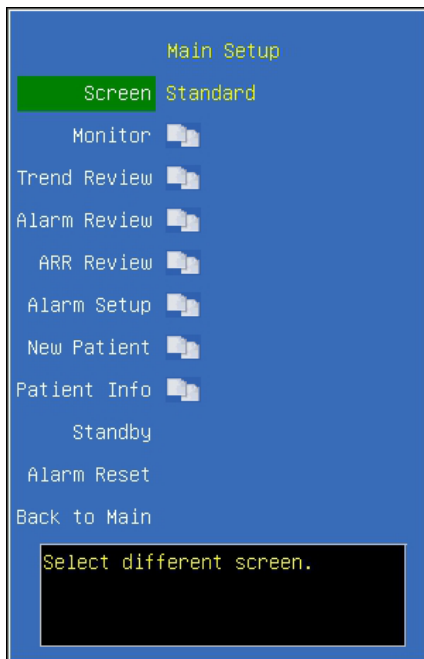 Main Setup
Screen Standard
Monitor
Trend Review
Alarm Review
ARR Review
Alarm Setup
New Patient
Patient Info
Standby
Alarm Reset
Back to Main
Select different screen.